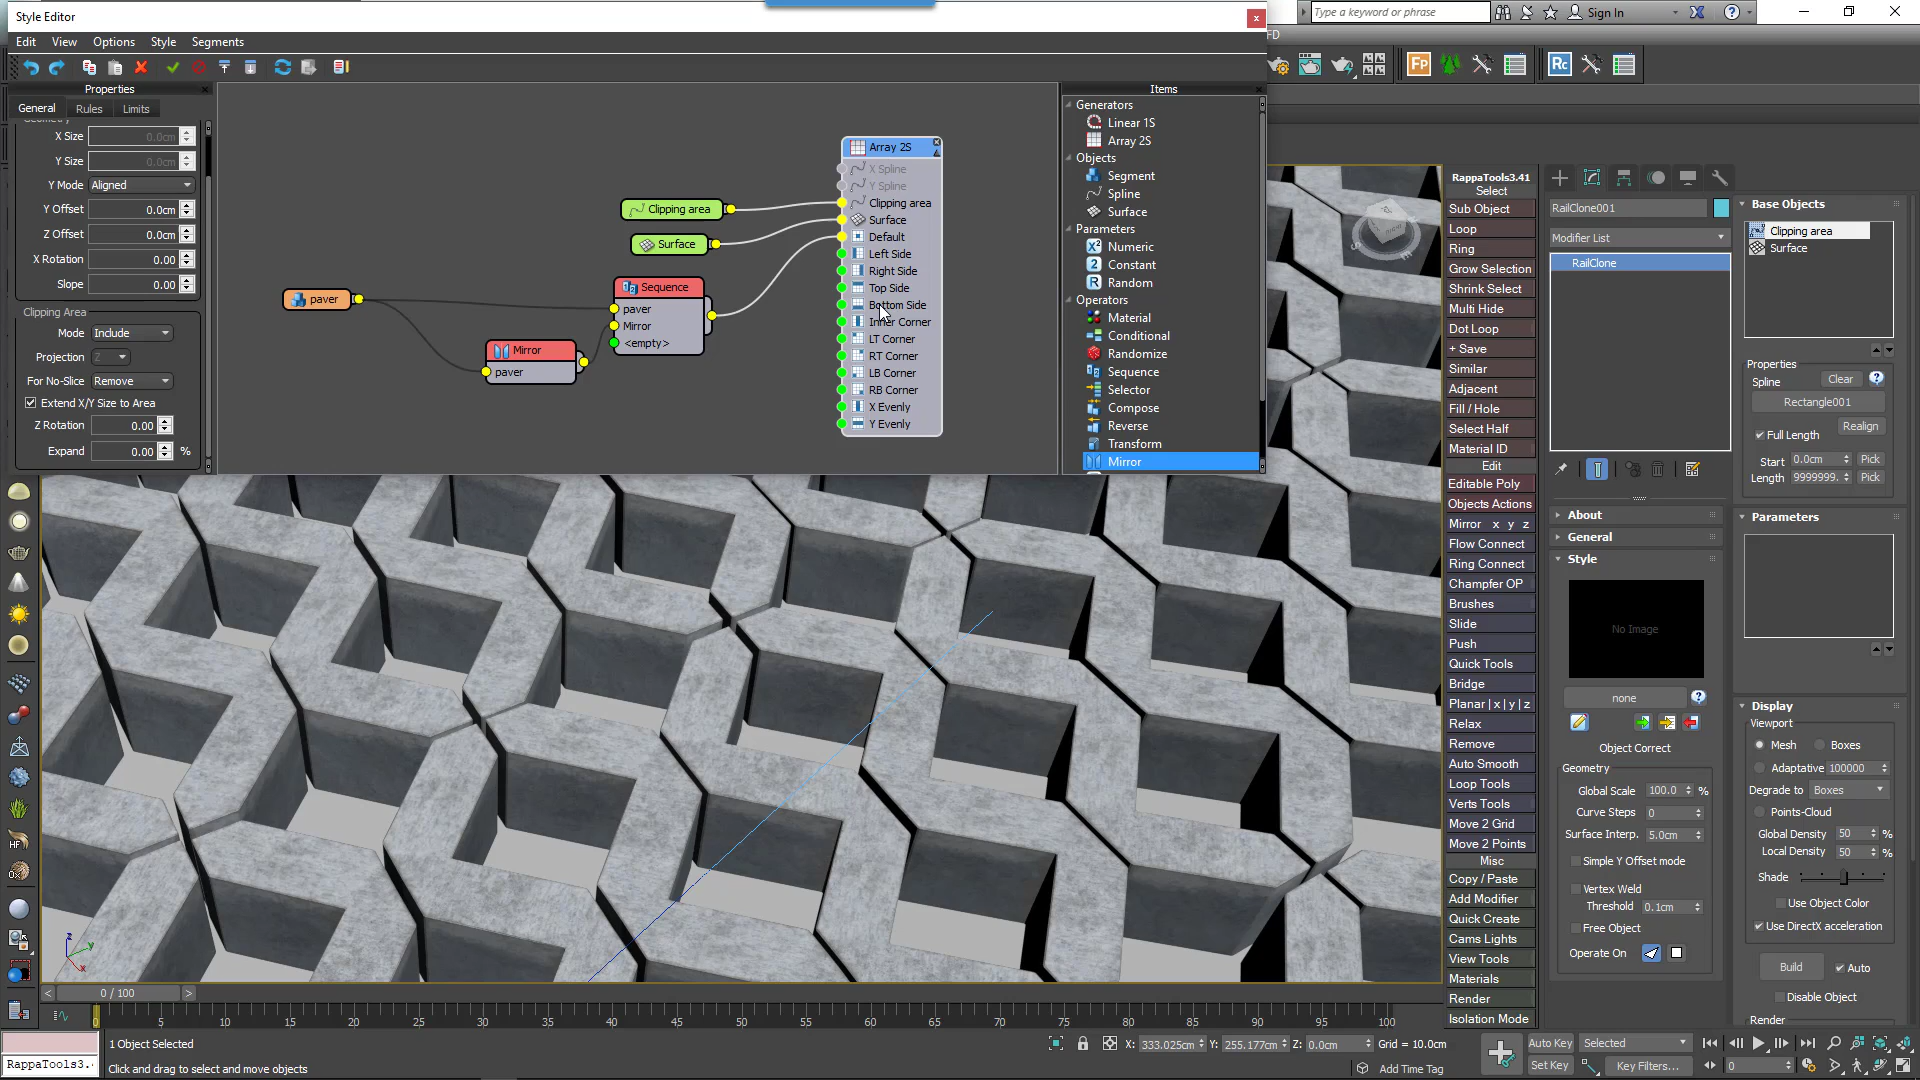 Style Editor
x
Type a keyword or phrase
Sign In
Edit View Options Style Segments
FD
Properties
General Rules Limits
X Size 0.0cm
Y Size 0.0cm
Y Mode Aligned
Y Offset 0.0cm
Z Offset 0.0cm
X Rotation 0.00
Slope 0.00
Clipping Area
Mode Include
Projection Z
For No-Slice Remove
Extend X/Y Size to Area
Z Rotation 0.00
Expand 0.00 %
paver
Mirror
paver
Clipping area
Surface
Sequence
paver
Mirror
<empty>
Array 2S
X Spline
Y Spline
Clipping area
Surface
Default
Left Side
Right Side
Top Side
Bottom Side
Inner Corner
LT Corner
RT Corner
LB Corner
RB Corner
X Evenly
Y Evenly
Items
Generators
Linear 1S
Array 2S
Objects
Segment
Spline
Surface
Parameters
Numeric
Constant
Random
Operators
Material
Conditional
Randomize
Sequence
Selector
Compose
Reverse
Transform
Mirror
RappaTools3.41
Select
Sub Object
Loop
Ring
Grow Selection
Shrink Select
Multi Hide
Dot Loop
+ Save
Similar
Adjacent
Fill / Hole
Select Half
Material ID
Edit
Editable Poly
Objects Actions
Mirror x y z
Flow Connect
Ring Connect
Champfer OP
Brushes
Slide
Push
Quick Tools
Bridge
Planar | x | y | z
Relax
Remove
Auto Smooth
Loop Tools
Verts Tools
Move 2 Grid
Move 2 Points
Misc
Copy / Paste
Add Modifier
Quick Create
Cams Lights
View Tools
Materials
Render
Isolation Mode
RailClone001
Modifier List
RailClone
About
General
Style
No Image
none
Object Correct
Geometry
Global Scale 100.0 %
Curve Steps 0
Surface Interp. 5.0cm
Simple Y Offset mode
Vertex Weld
Threshold 0.1cm
Free Object
Operate On
Base Objects
Clipping area
Surface
Properties
Spline Clear
Rectangle001
Full Length Realign
Start 0.0cm Pick
Length 9999999. Pick
Parameters
Display
Viewport
Mesh Boxes
Adaptative 100000
Degrade to Boxes
Points-Cloud
Global Density 50 %
Local Density 50 %
Shade
Use Object Color
Use DirectX acceleration
Build Auto
Disable Object
Render
0 / 100
0 5 10 15 20 25 30 35 40 45 50 55 60 65 70 75 80 85 90 95 100
RappaTools3.
1 Object Selected
Click and drag to select and move objects
X: 333.025cm Y: 255.177cm Z: 0.0cm Grid = 10.0cm
Add Time Tag
Auto Key Selected
Set Key Key Filters...
0